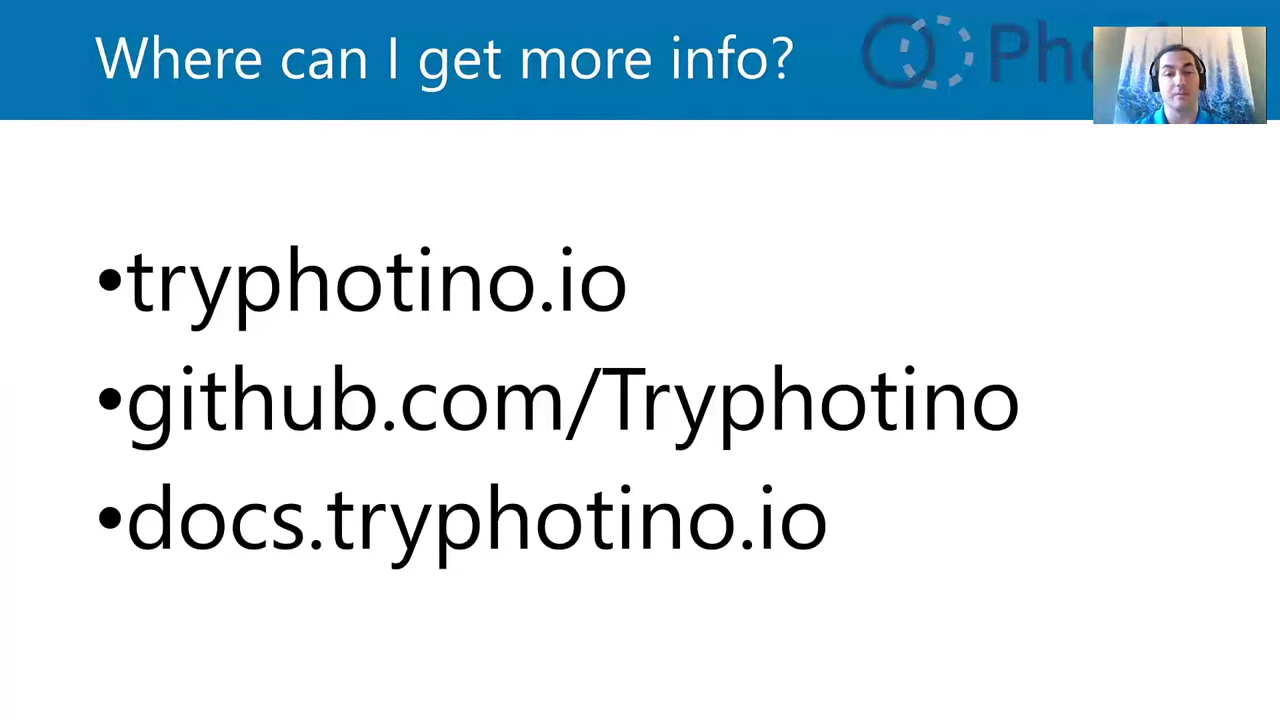 Where can I get more info?
•tryphotino.io
•github.com/Tryphotino
•docs.tryphotino.io